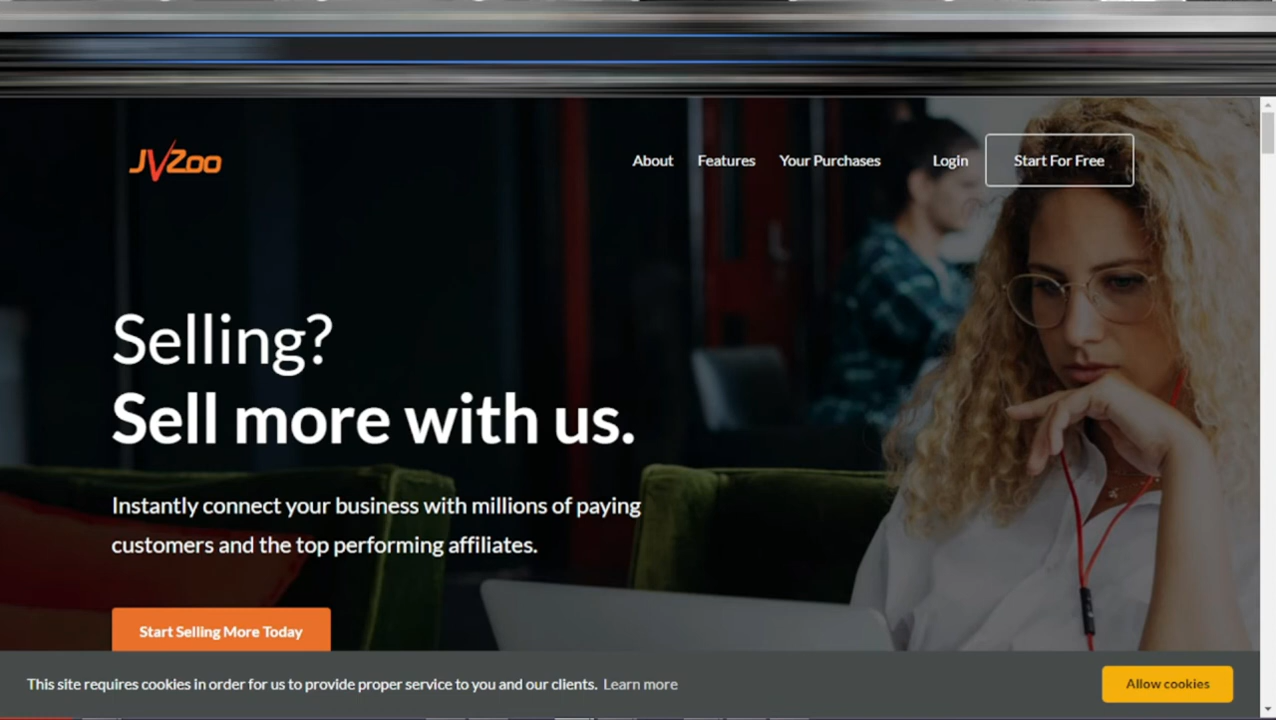 JVZoo
About Features Your Purchases Login Start For Free
Selling?
Sell more with us.
Instantly connect your business with millions of paying
customers and the top performing affiliates.
Start Selling More Today
This site requires cookies in order for us to provide proper service to you and our clients. Learn more
Allow cookies